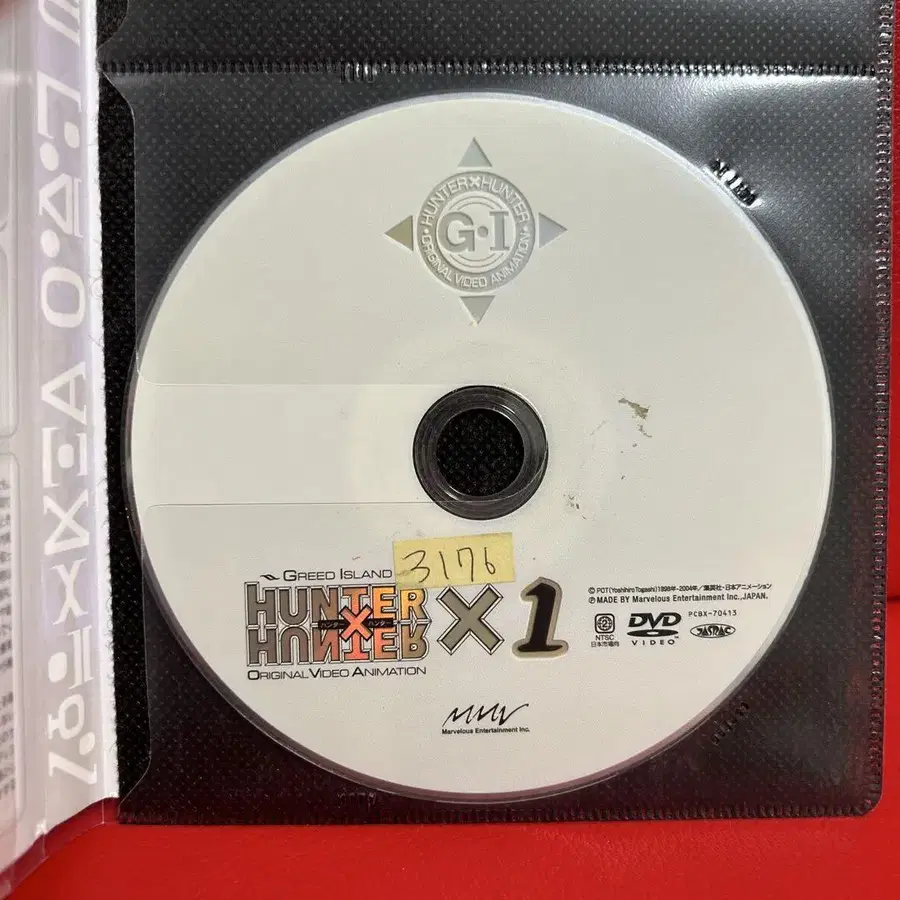 HUNTER×HUNTER
G・I
ORIGINAL VIDEO ANIMATION
3176
GREED ISLAND
HUNTER
×
ハンター ハンター
HUNTER
× 1
ORIGINAL VIDEO ANIMATION
© POT(Yoshihiro Togashi)1998年-2004年/集英社・日本アニメーション
Ⓟ MADE BY Marvelous Entertainment Inc.,JAPAN.
PCBX-70413
2
NTSC
日本市場向
DVD
VIDEO
JASRAC
MMV
Marvelous Entertainment Inc.